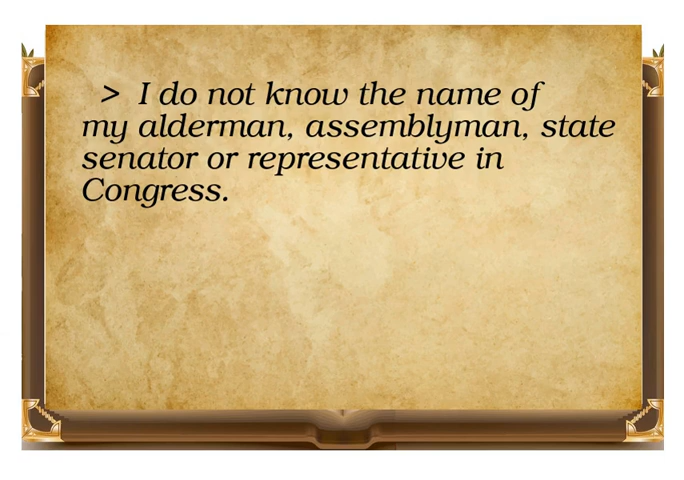 > I do not know the name of
my alderman, assemblyman, state
senator or representative in
Congress.